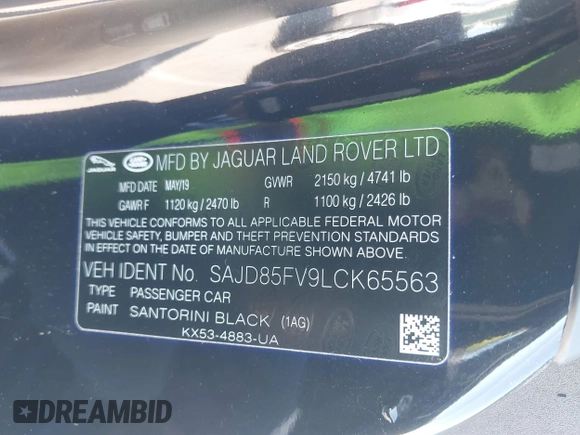 JAGUAR LAND ROVER MFD BY JAGUAR LAND ROVER LTD
MFD DATE MAY/19 GVWR 2150 kg / 4741 lb
GAWR F 1120 kg / 2470 lb R 1100 kg / 2426 lb
THIS VEHICLE CONFORMS TO ALL APPLICABLE FEDERAL MOTOR
VEHICLE SAFETY, BUMPER AND THEFT PREVENTION STANDARDS
IN EFFECT ON THE DATE OF MANUFACTURE SHOWN ABOVE.
VEH IDENT No. SAJD85FV9LCK65563
TYPE PASSENGER CAR
PAINT SANTORINI BLACK (1AG)
KX53-4883-UA
DREAMBID